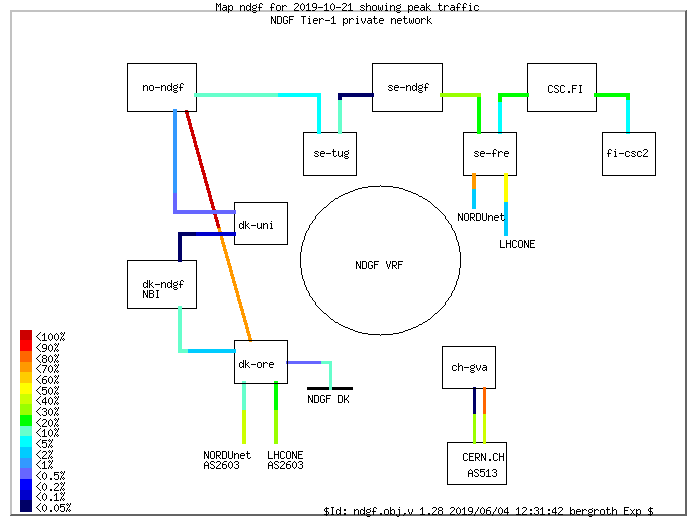 Map ndgf for 2019-10-21 showing peak traffic
NDGF Tier-1 private network
no-ndgf
se-ndgf
CSC.FI
se-tug
se-fre
fi-csc2
NORDUnet
LHCONE
dk-uni
NDGF VRF
dk-ndgf
NBI
dk-ore
ch-gva
NDGF DK
NORDUnet
AS2603
LHCONE
AS2603
CERN.CH
AS513
<100%
<90%
<80%
<70%
<60%
<50%
<40%
<30%
<20%
<10%
<5%
<2%
<1%
<0.5%
<0.2%
<0.1%
<0.05%
$Id: ndgf.obj,v 1.28 2019/06/04 12:31:42 bergroth Exp $